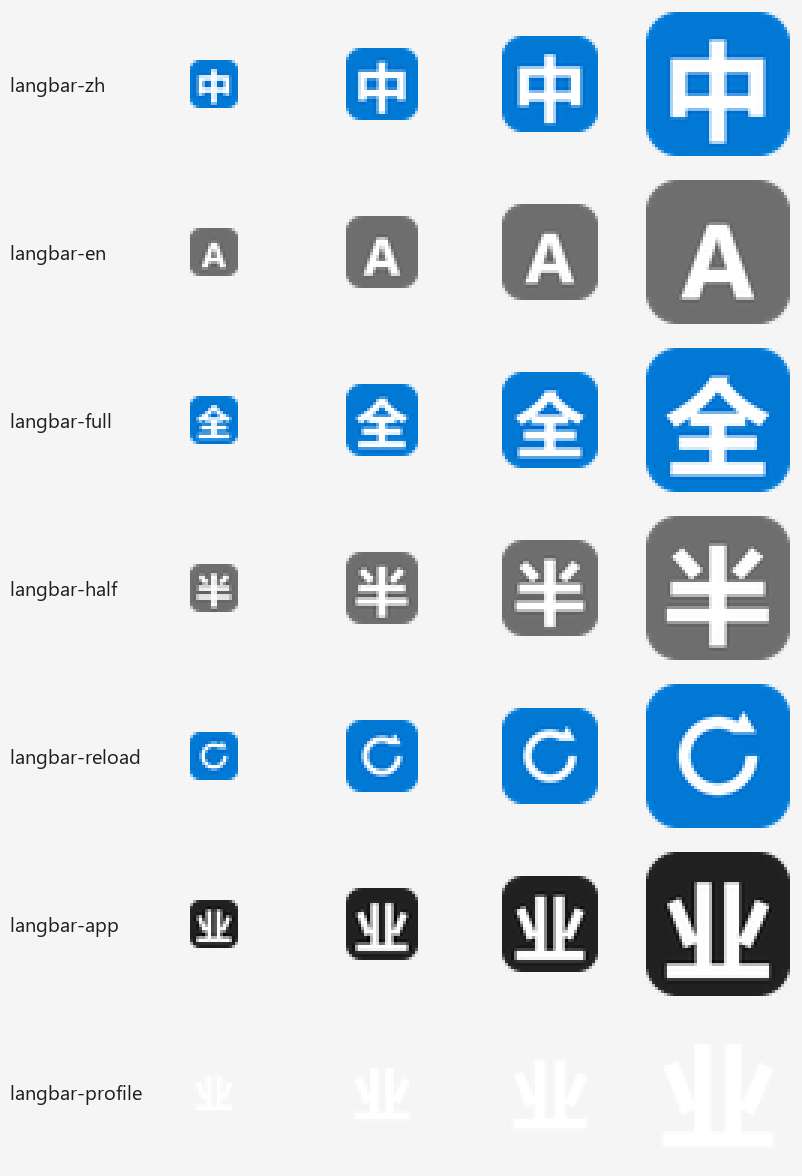 langbar-zh 中 中 中 中
langbar-en A A A A
langbar-full 全 全 全 全
langbar-half 半 半 半 半
langbar-reload
langbar-app 业 业 业 业
langbar-profile 业 业 业 业